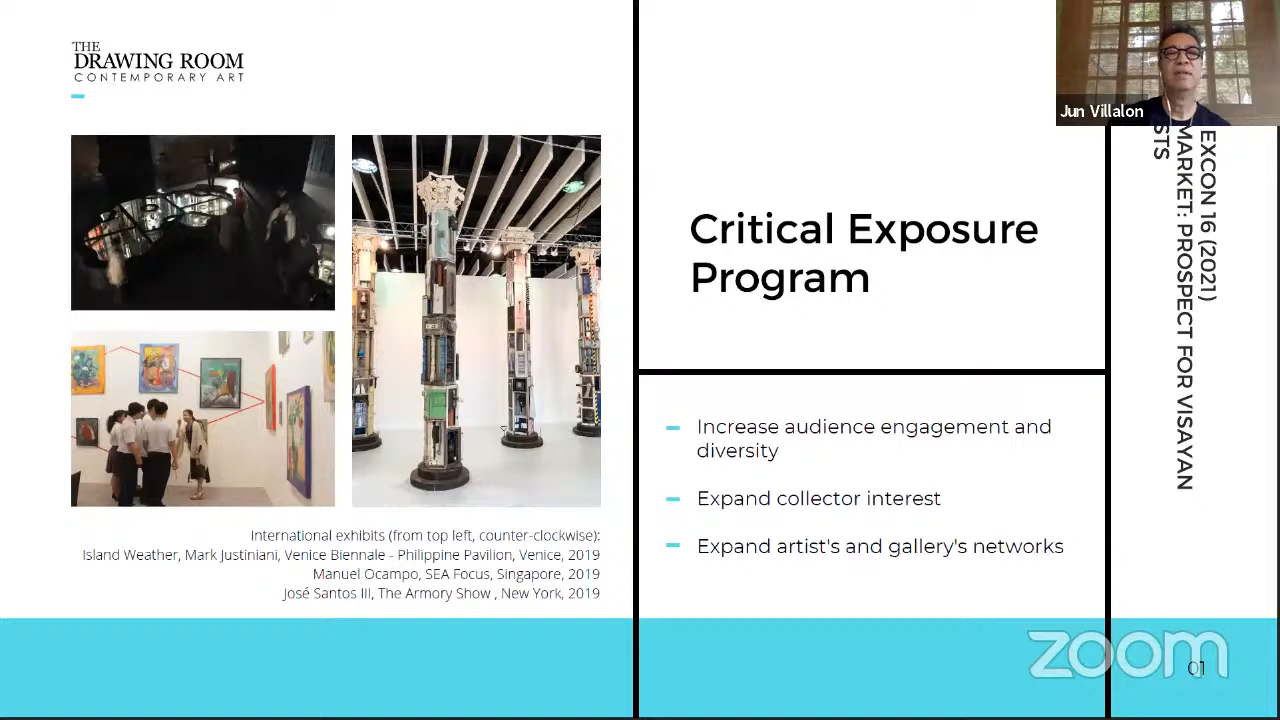 THE
DRAWING ROOM
CONTEMPORARY ART
International exhibits (from top left, counter-clockwise):
Island Weather, Mark Justiniani, Venice Biennale - Philippine Pavilion, Venice, 2019
Manuel Ocampo, SEA Focus, Singapore, 2019
José Santos III, The Armory Show , New York, 2019
Critical Exposure
Program
Increase audience engagement and
diversity
Expand collector interest
Expand artist's and gallery's networks
Jun Villalon
EXCON 16 (2021)
MARKET: PROSPECT FOR VISAYAN
STS
zoom
01